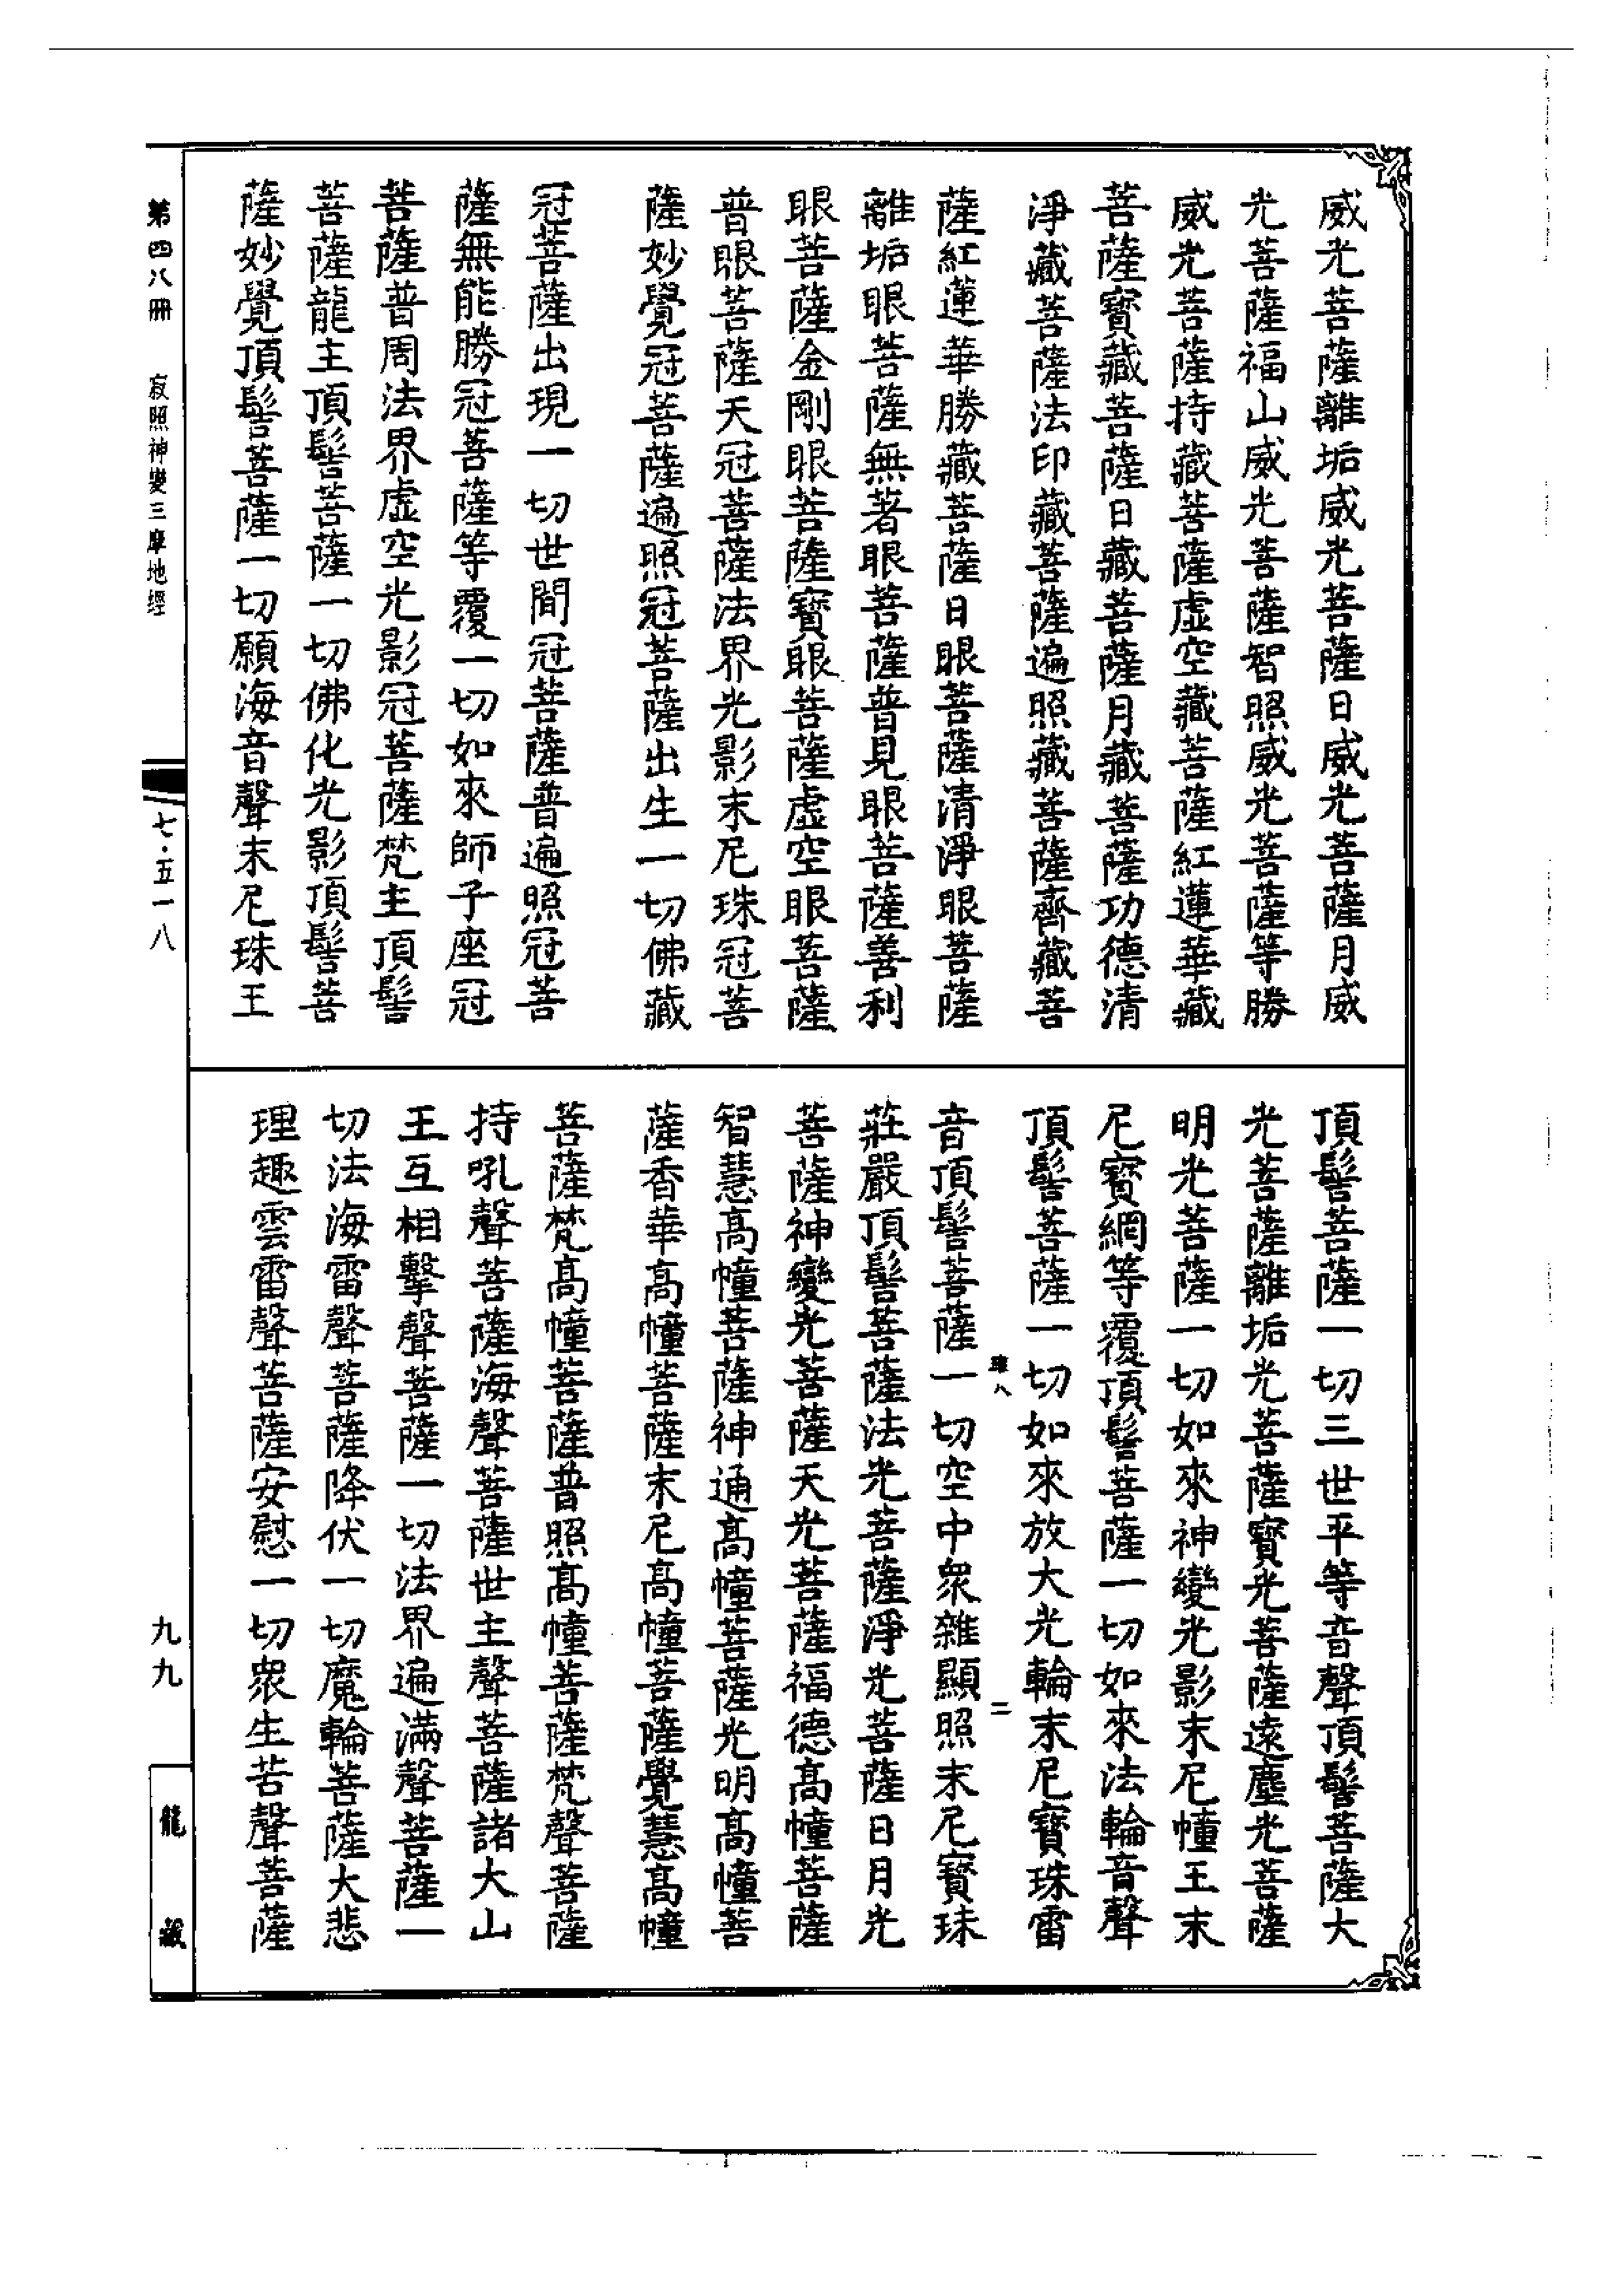 威光菩薩離垢威光菩薩日威光菩薩月威
光菩薩福山威光菩薩智照威光菩薩等勝
威光菩薩持藏菩薩虛空藏菩薩紅蓮華藏
菩薩寶藏菩薩日藏菩薩月藏菩薩功德清
淨藏菩薩法印藏菩薩遍照藏菩薩齊藏菩
薩紅蓮華勝藏菩薩日眼菩薩清淨眼菩薩
離垢眼菩薩無著眼菩薩普見眼菩薩善利
眼菩薩金剛眼菩薩寶眼菩薩虛空眼菩薩
普眼菩薩天冠菩薩法界光影末尼珠冠菩
薩妙覺冠菩薩遍照冠菩薩出生一切佛藏
冠菩薩出現一切世間冠菩薩普遍照冠菩
薩無能勝冠菩薩等覆一切如來師子座冠
菩薩普周法界虛空光影冠菩薩梵主頂髻
菩薩龍主頂髻菩薩一切佛化光影頂髻菩
薩妙覺頂髻菩薩一切願海音聲末尼珠王
頂髻菩薩一切三世平等音聲頂髻菩薩大
光菩薩離垢光菩薩寶光菩薩遠塵光菩薩
明光菩薩一切如來神變光影末尼幢王末
尼寶網等覆頂髻菩薩一切如來法輪音聲
頂髻菩薩一切如來放大光輪末尼寶珠雷
音頂髻菩薩一切空中眾雜顯照末尼寶珠
莊嚴頂髻菩薩法光菩薩淨光菩薩日月光
菩薩神變光菩薩天光菩薩福德高幢菩薩
智慧高幢菩薩神通高幢菩薩光明高幢菩
薩香華高幢菩薩末尼高幢菩薩覺慧高幢
菩薩梵高幢菩薩普照高幢菩薩梵聲菩薩
持吼聲菩薩海聲菩薩世主聲菩薩諸大山
王互相擊聲菩薩一切法界遍滿聲菩薩一
切法海雷聲菩薩降伏一切魔輪菩薩大悲
理趣雲雷聲菩薩安慰一切眾生苦聲菩薩
第四八冊 寂照神變三摩地經
七·五一八
九九
龍藏